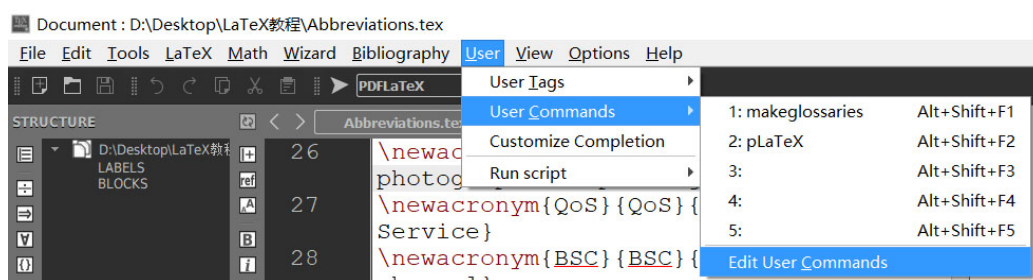 Document : D:\Desktop\LaTeX教程\Abbreviations.tex
File Edit Tools LaTeX Math Wizard Bibliography User View Options Help
PDFLaTeX
User Tags
User Commands
Customize Completion
Run script
1: makeglossaries Alt+Shift+F1
2: pLaTeX Alt+Shift+F2
3: Alt+Shift+F3
4: Alt+Shift+F4
5: Alt+Shift+F5
Edit User Commands
STRUCTURE
D:\Desktop\LaTeX教
LABELS
BLOCKS
ref
A
B
i
Abbreviations.te
26 \newac
photog
27 \newacronym{QoS}{QoS}{
Service}
28 \newacronym{BSC}{BSC}{